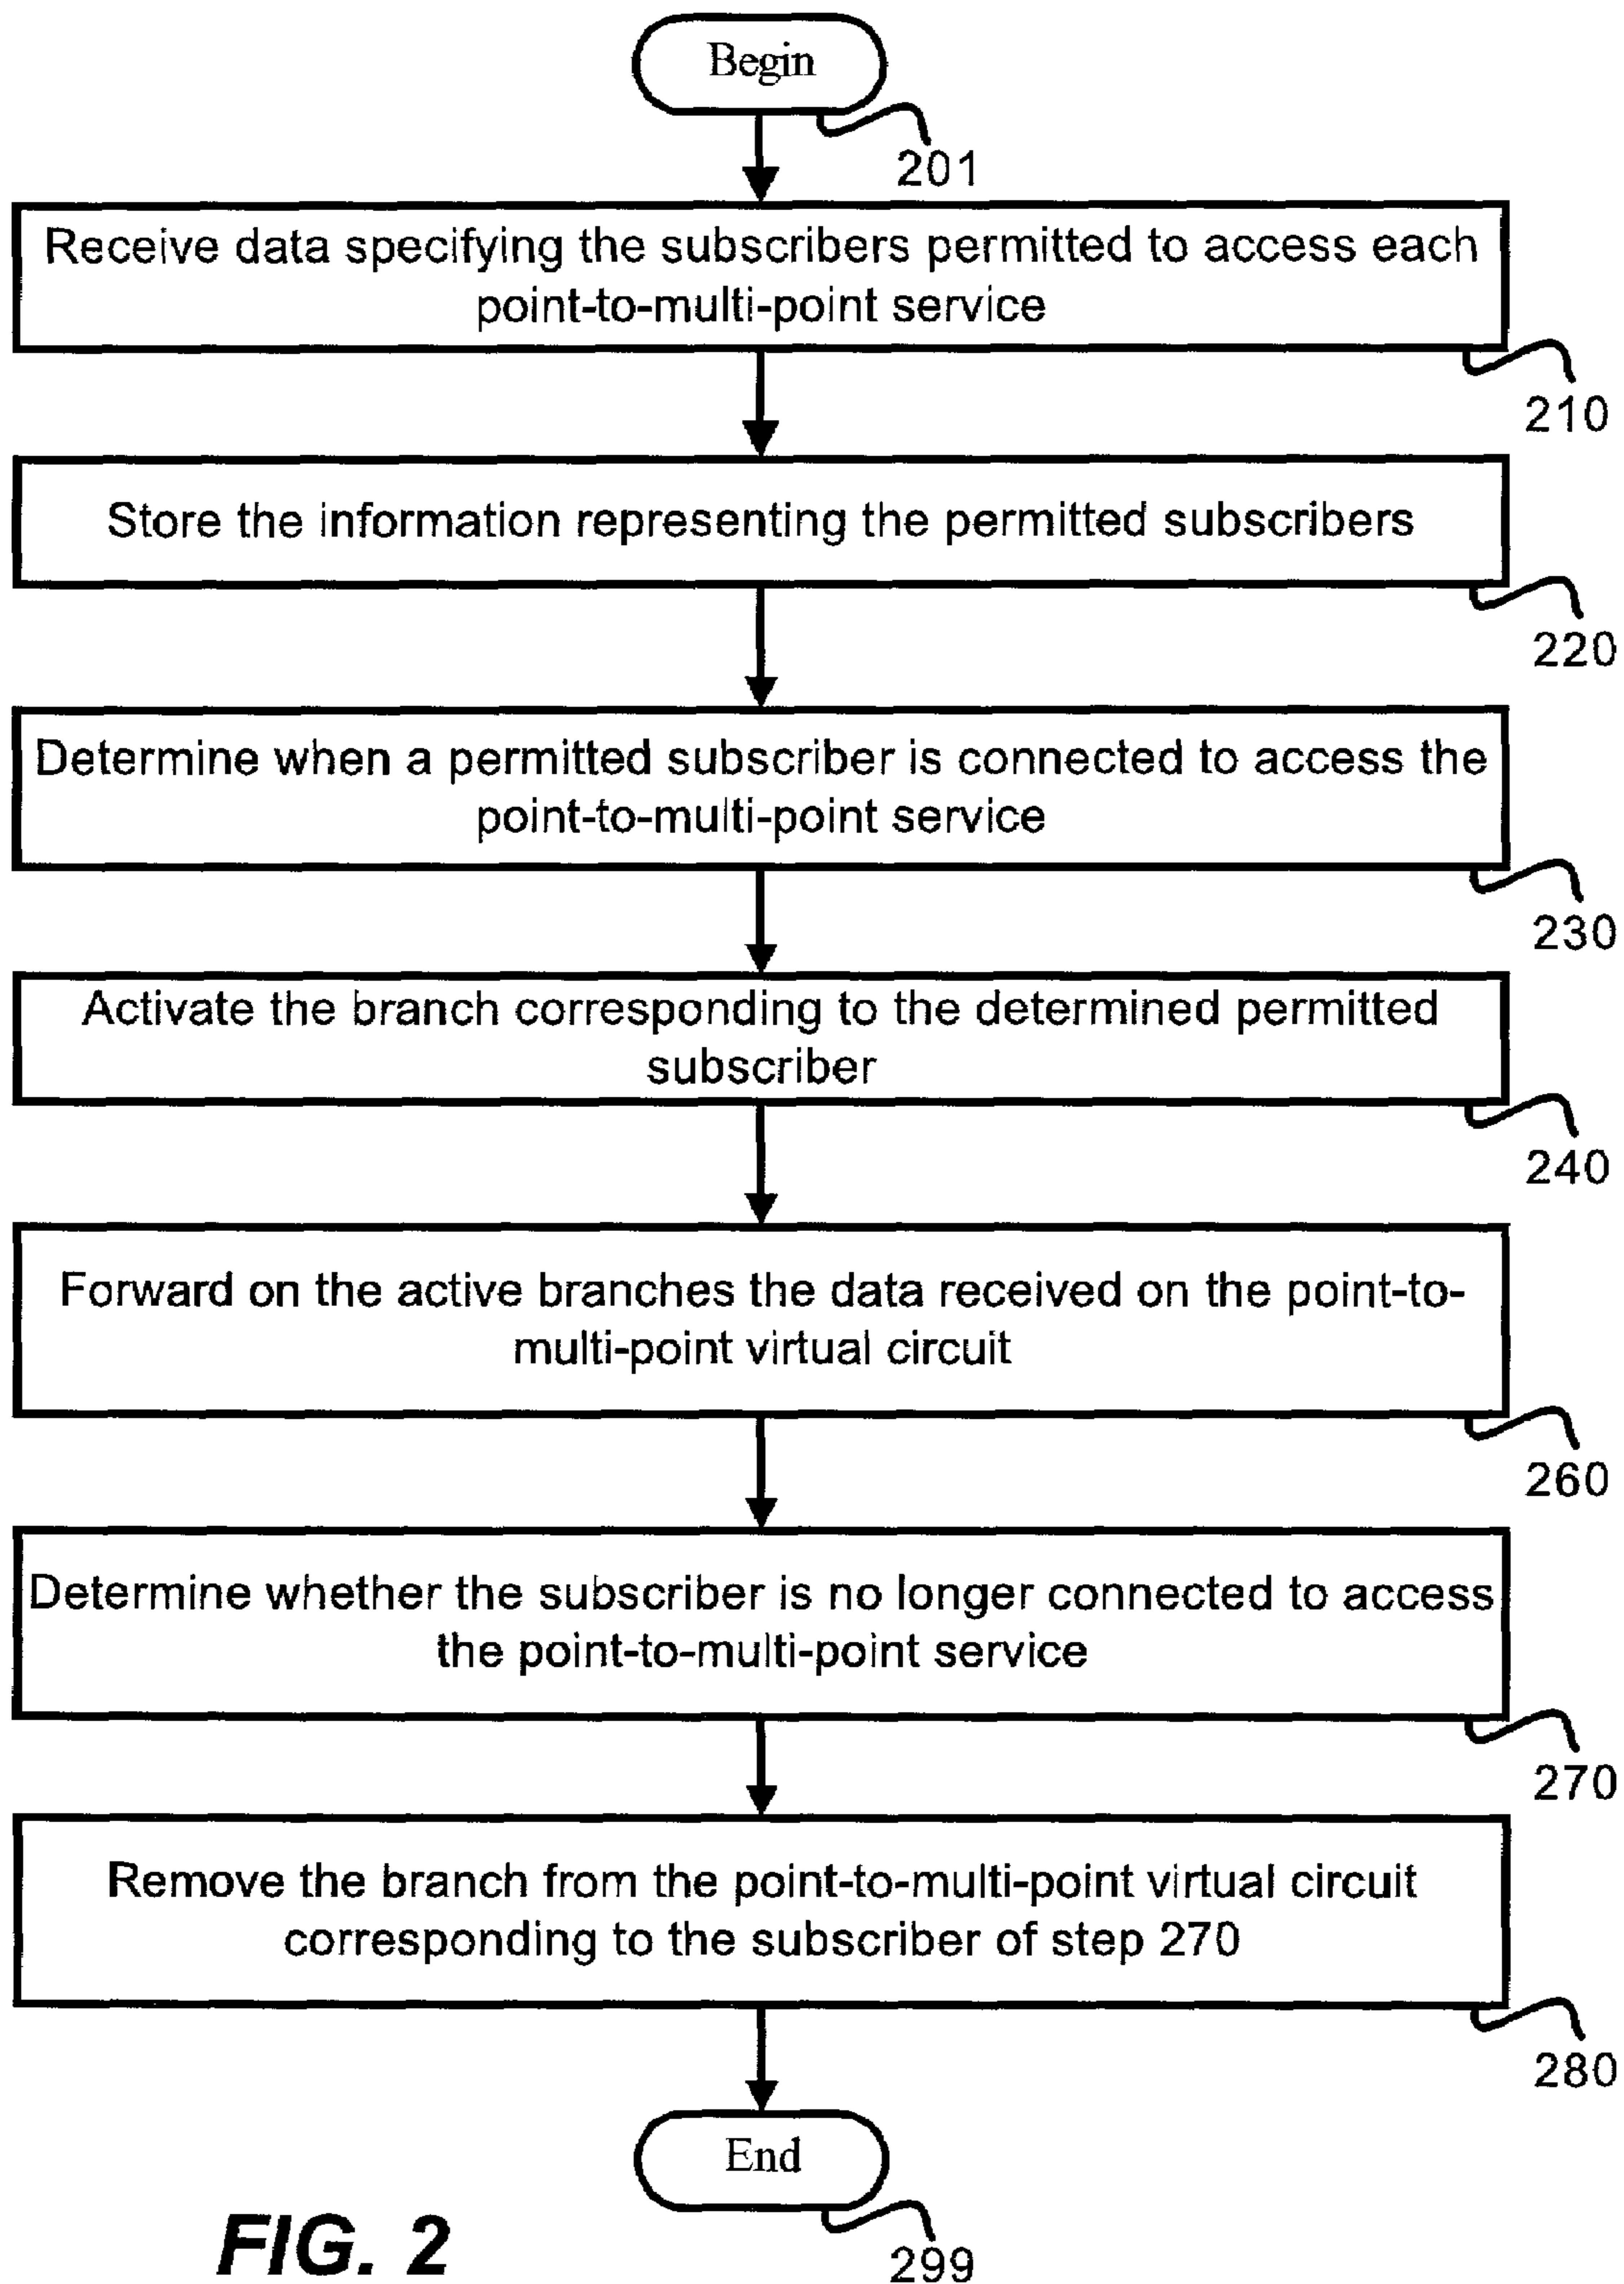 Begin
201
Receive data specifying the subscribers permitted to access each
point-to-multi-point service
210
Store the information representing the permitted subscribers
220
Determine when a permitted subscriber is connected to access the
point-to-multi-point service
230
Activate the branch corresponding to the determined permitted
subscriber
240
Forward on the active branches the data received on the point-to-
multi-point virtual circuit
260
Determine whether the subscriber is no longer connected to access
the point-to-multi-point service
270
Remove the branch from the point-to-multi-point virtual circuit
corresponding to the subscriber of step 270
280
End
299
FIG. 2